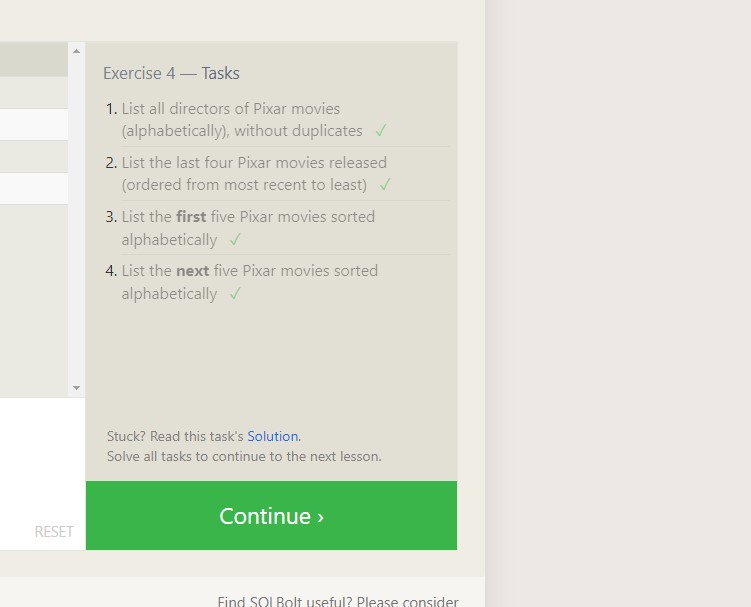 Exercise 4 — Tasks
1. List all directors of Pixar movies
(alphabetically), without duplicates ✓
2. List the last four Pixar movies released
(ordered from most recent to least) ✓
3. List the first five Pixar movies sorted
alphabetically ✓
4. List the next five Pixar movies sorted
alphabetically ✓
Stuck? Read this task's Solution.
Solve all tasks to continue to the next lesson.
RESET
Continue ›
Find SQLBolt useful? Please consider